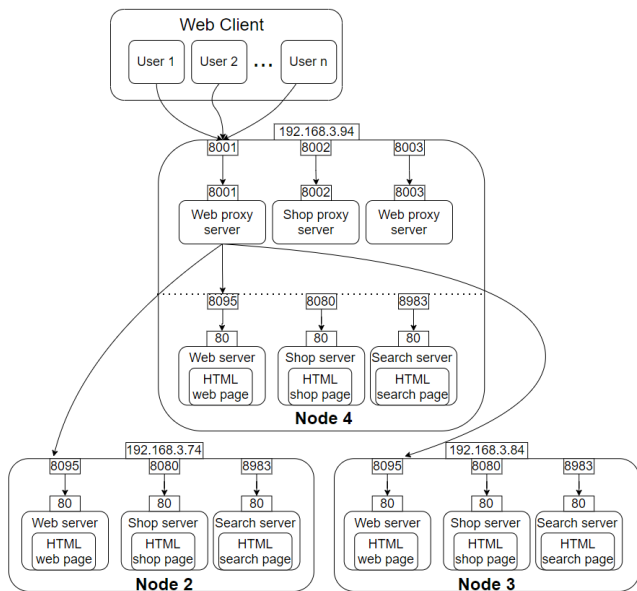 Web Client
User 1 User 2 ... User n
192.168.3.94
8001 8002 8003
8001 8002 8003
Web proxy Shop proxy Web proxy
server server server
8095 8080 8983
80 80 80
Web server Shop server Search server
HTML HTML HTML
web page shop page search page
Node 4
192.168.3.74 192.168.3.84
8095 8080 8983 8095 8080 8983
80 80 80 80 80 80
Web server Shop server Search server Web server Shop server Search server
HTML HTML HTML HTML HTML HTML
web page shop page search page web page shop page search page
Node 2 Node 3